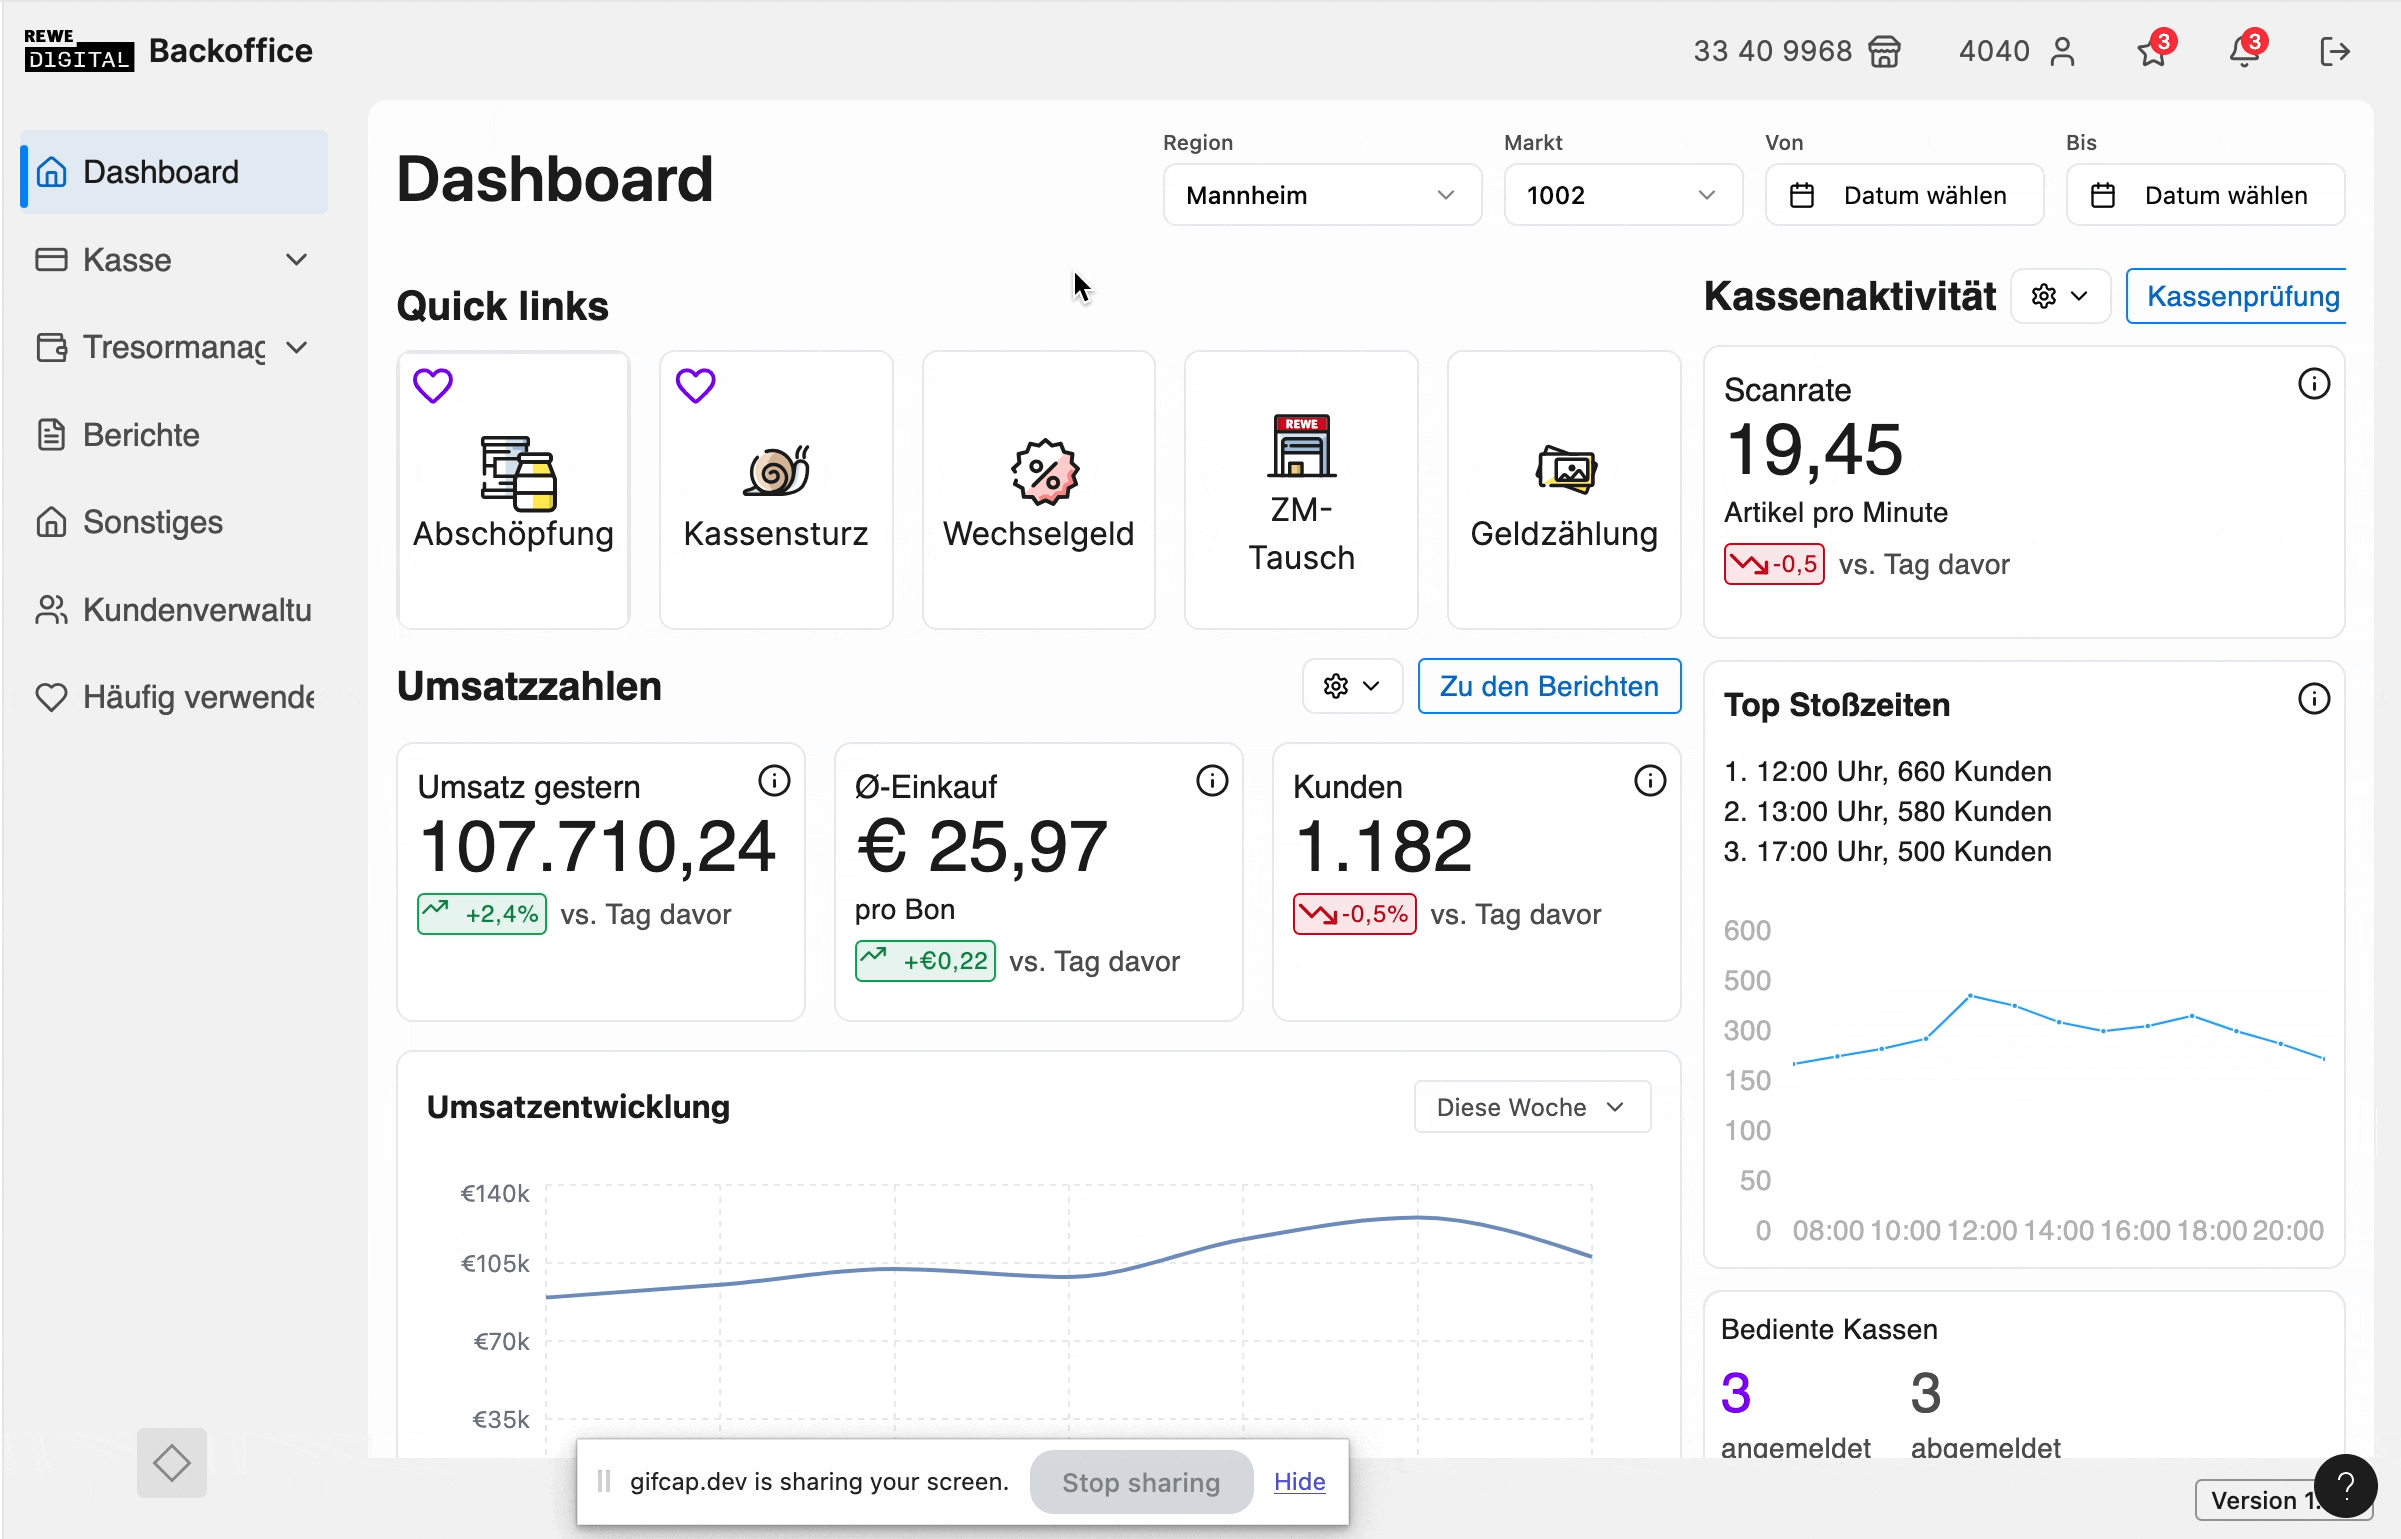 REWE
D1GITAL Backoffice
33 40 9968
4040
3
3
Dashboard
Kasse
Tresormanag
Berichte
Sonstiges
Kundenverwaltu
Häufig verwende
Dashboard
Region
Mannheim
Markt
1002
Von
Datum wählen
Bis
Datum wählen
Quick links
Abschöpfung
Kassensturz
Wechselgeld
REWE
ZM-
Tausch
Geldzählung
Umsatzzahlen
Zu den Berichten
Umsatz gestern
107.710,24
+2,4% vs. Tag davor
Ø-Einkauf
€ 25,97
pro Bon
+€0,22 vs. Tag davor
Kunden
1.182
-0,5% vs. Tag davor
Umsatzentwicklung
Diese Woche
€140k
€105k
€70k
€35k
Kassenaktivität
Kassenprüfung
Scanrate
19,45
Artikel pro Minute
-0,5 vs. Tag davor
Top Stoßzeiten
1. 12:00 Uhr, 660 Kunden
2. 13:00 Uhr, 580 Kunden
3. 17:00 Uhr, 500 Kunden
600
500
300
150
100
50
0
08:00 10:00 12:00 14:00 16:00 18:00 20:00
Bediente Kassen
3 3
angemeldet abgemeldet
gifcap.dev is sharing your screen. Stop sharing Hide
Version 1.
?